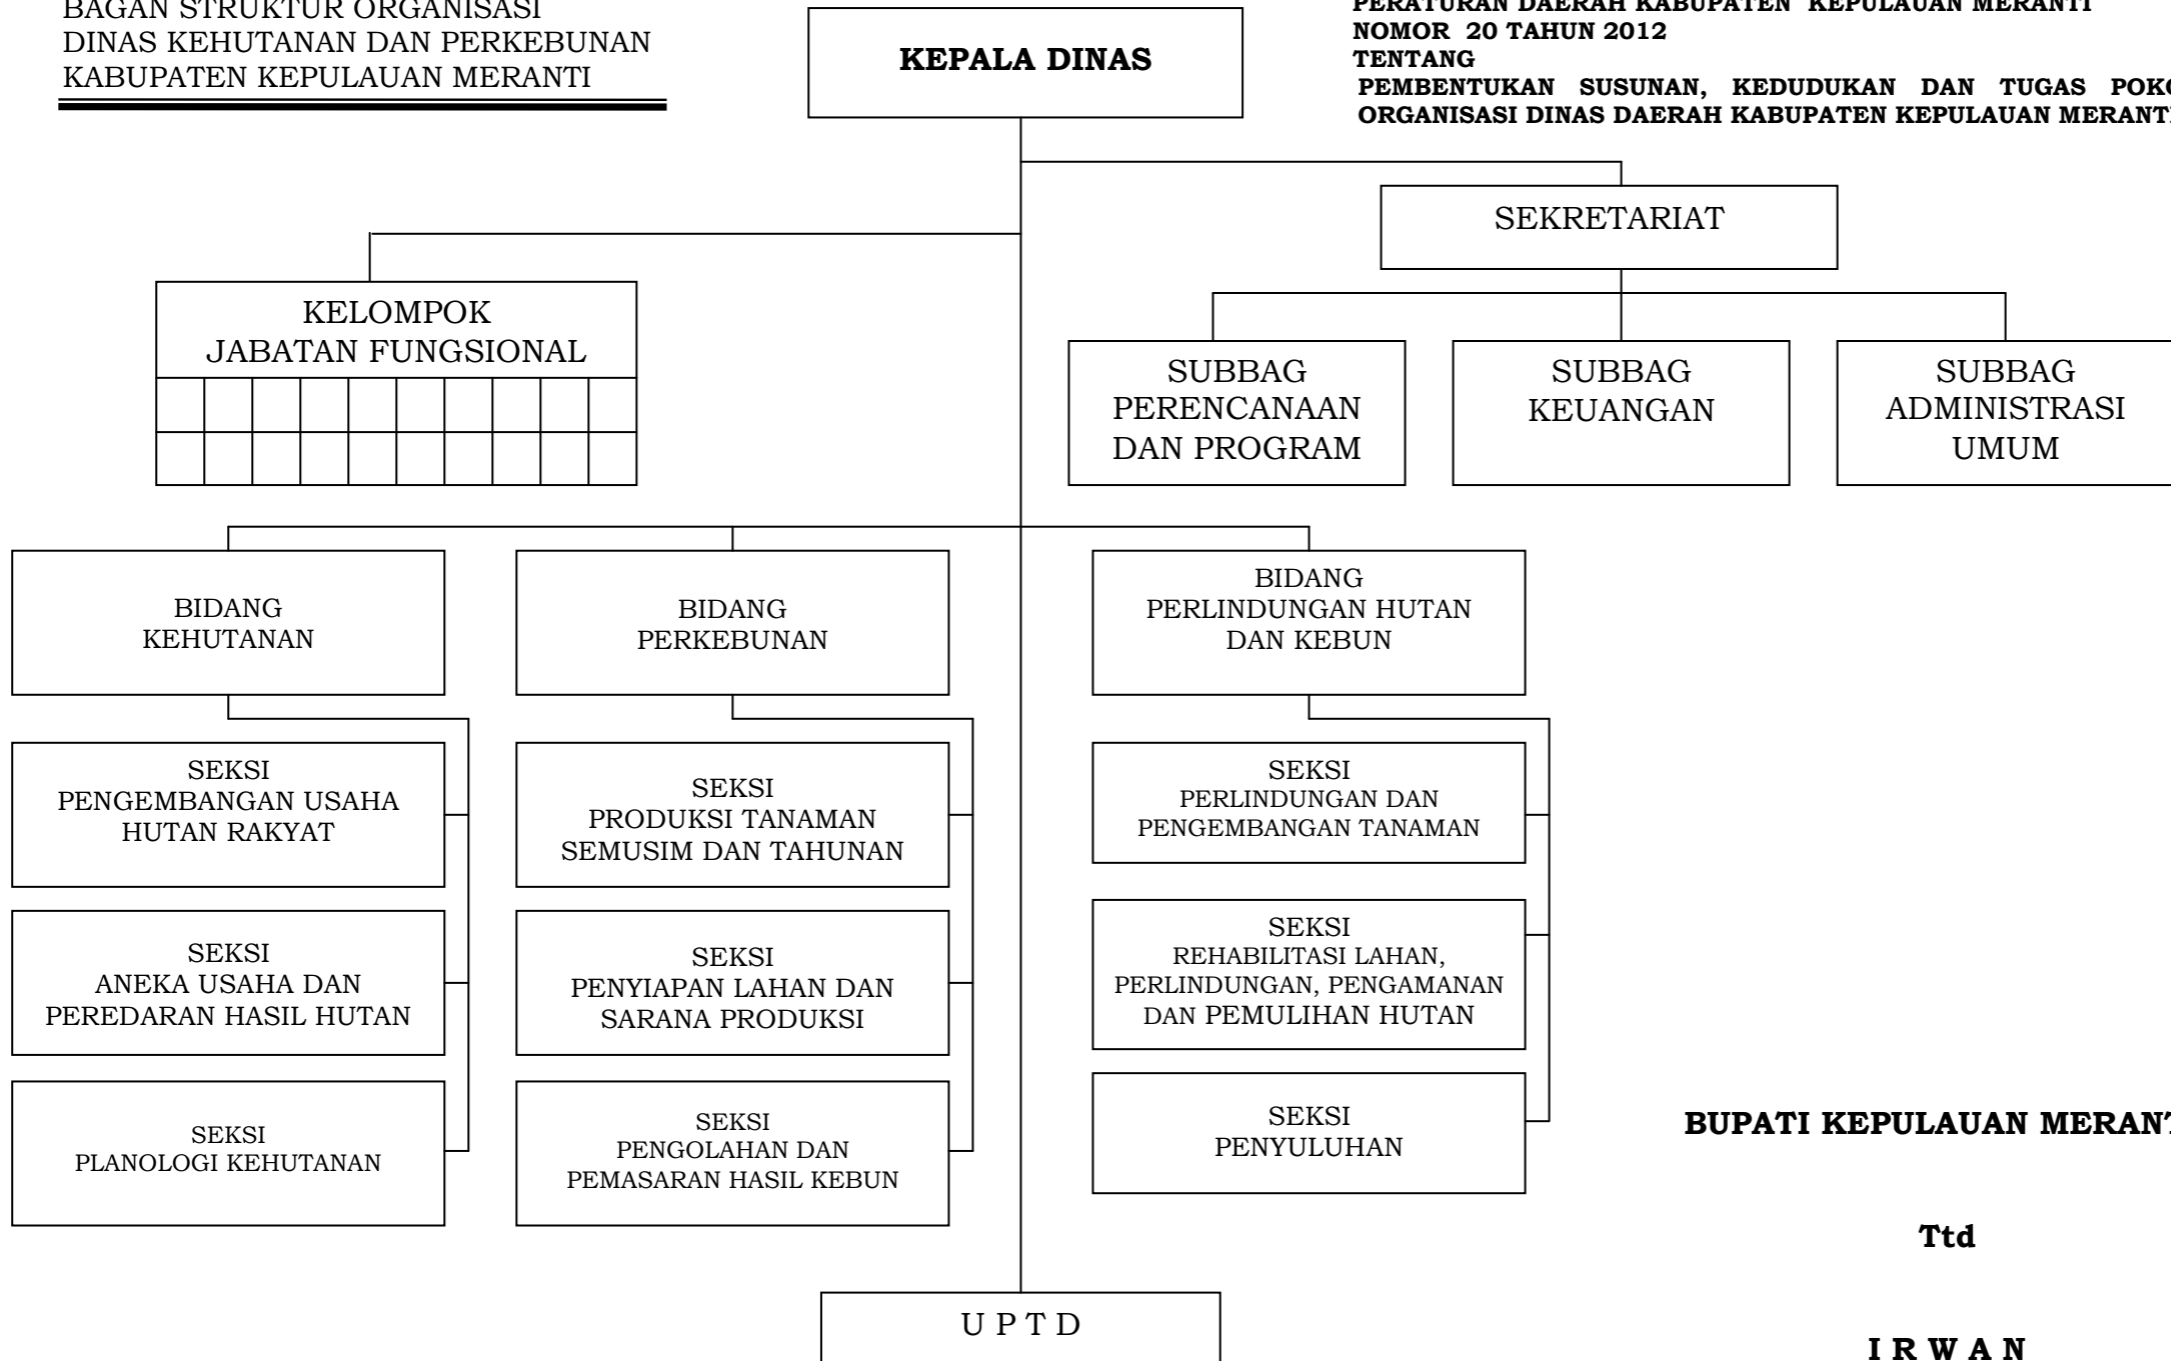 BAGAN STRUKTUR ORGANISASI
DINAS KEHUTANAN DAN PERKEBUNAN
KABUPATEN KEPULAUAN MERANTI
KEPALA DINAS
PERATURAN DAERAH KABUPATEN KEPULAUAN MERANTI
NOMOR 20 TAHUN 2012
TENTANG
PEMBENTUKAN SUSUNAN, KEDUDUKAN DAN TUGAS
ORGANISASI DINAS DAERAH KABUPATEN KEPULAUAN MERANTI
SEKRETARIAT
KELOMPOK
JABATAN FUNGSIONAL
SUBBAG
PERENCANAAN
DAN PROGRAM
SUBBAG
KEUANGAN
SUBBAG
ADMINISTRASI
UMUM
BIDANG
KEHUTANAN
BIDANG
PERKEBUNAN
BIDANG
PERLINDUNGAN HUTAN
DAN KEBUN
SEKSI
PENGEMBANGAN USAHA
HUTAN RAKYAT
SEKSI
PRODUKSI TANAMAN
SEMUSIM DAN TAHUNAN
SEKSI
PERLINDUNGAN DAN
PENGEMBANGAN TANAMAN
SEKSI
ANEKA USAHA DAN
PEREDARAN HASIL HUTAN
SEKSI
PENYIAPAN LAHAN DAN
SARANA PRODUKSI
SEKSI
REHABILITASI LAHAN,
PERLINDUNGAN, PENGAMANAN
DAN PEMULIHAN HUTAN
SEKSI
PLANOLOGI KEHUTANAN
SEKSI
PENGOLAHAN DAN
PEMASARAN HASIL KEBUN
SEKSI
PENYULUHAN
BUPATI KEPULAUAN
Ttd
I R W A N
U P T D